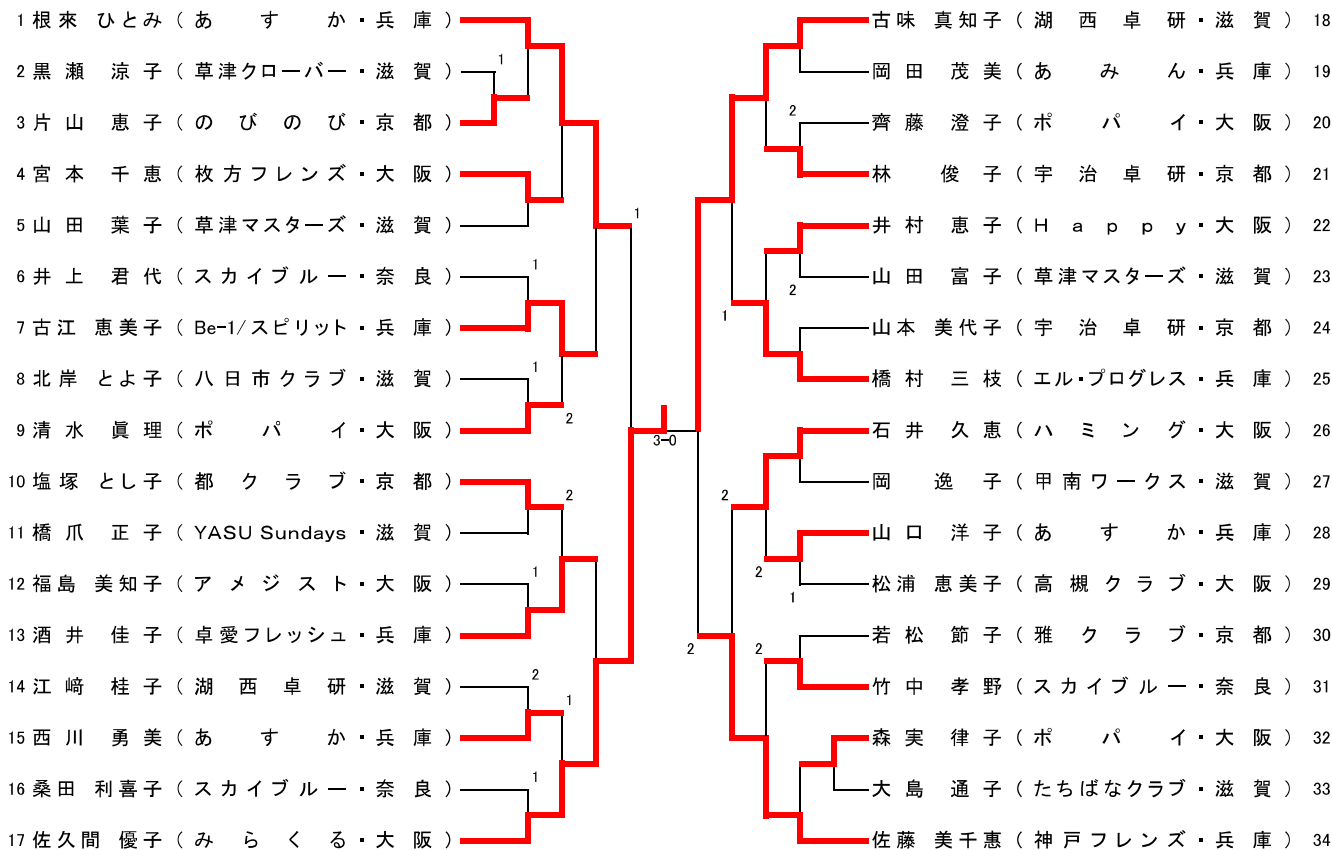 1 根來 ひとみ ( あすか・兵庫 )
2 黒瀬 涼子 ( 草津クローバー・滋賀 )
3 片山 恵子 ( のびのび・京都 )
4 宮本 千恵 ( 枚方フレンズ・大阪 )
5 山田 葉子 ( 草津マスターズ・滋賀 )
6 井上 君代 ( スカイブルー・奈良 )
7 古江 恵美子 ( Be-1/スピリット・兵庫 )
8 北岸 とよ子 ( 八日市クラブ・滋賀 )
9 清水 眞理 ( ポパイ・大阪 )
10 塩塚 とし子 ( 都クラブ・京都 )
11 橋爪 正子 ( YASU Sundays・滋賀 )
12 福島 美知子 ( アメジスト・大阪 )
13 酒井 佳子 ( 卓愛フレッシュ・兵庫 )
14 江﨑 桂子 ( 湖西卓研・滋賀 )
15 西川 勇美 ( あすか・兵庫 )
16 桑田 利喜子 ( スカイブルー・奈良 )
17 佐久間 優子 ( みらくる・大阪 )
1
1
1
1
2
2
1
2
1
1
1
3-0
古味 真知子 ( 湖西卓研・滋賀 ) 18
岡田 茂美 ( あみん・兵庫 ) 19
齊藤 澄子 ( ポパイ・大阪 ) 20
林 俊子 ( 宇治卓研・京都 ) 21
井村 恵子 ( Happy・大阪 ) 22
山田 富子 ( 草津マスターズ・滋賀 ) 23
山本 美代子 ( 宇治卓研・京都 ) 24
橋村 三枝 ( エル・プログレス・兵庫 ) 25
石井 久恵 ( ハミング・大阪 ) 26
岡 逸子 ( 甲南ワークス・滋賀 ) 27
山口 洋子 ( あすか・兵庫 ) 28
松浦 恵美子 ( 高槻クラブ・大阪 ) 29
若松 節子 ( 雅クラブ・京都 ) 30
竹中 孝野 ( スカイブルー・奈良 ) 31
森実 律子 ( ポパイ・大阪 ) 32
大島 通子 ( たちばなクラブ・滋賀 ) 33
佐藤 美千惠 ( 神戸フレンズ・兵庫 ) 34
2
2
1
2
2
1
2
2